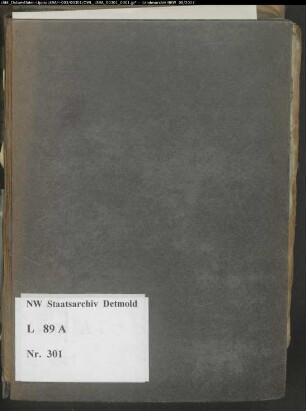 NW Staatsarchiv Detmold
L 89 A
Nr. 301